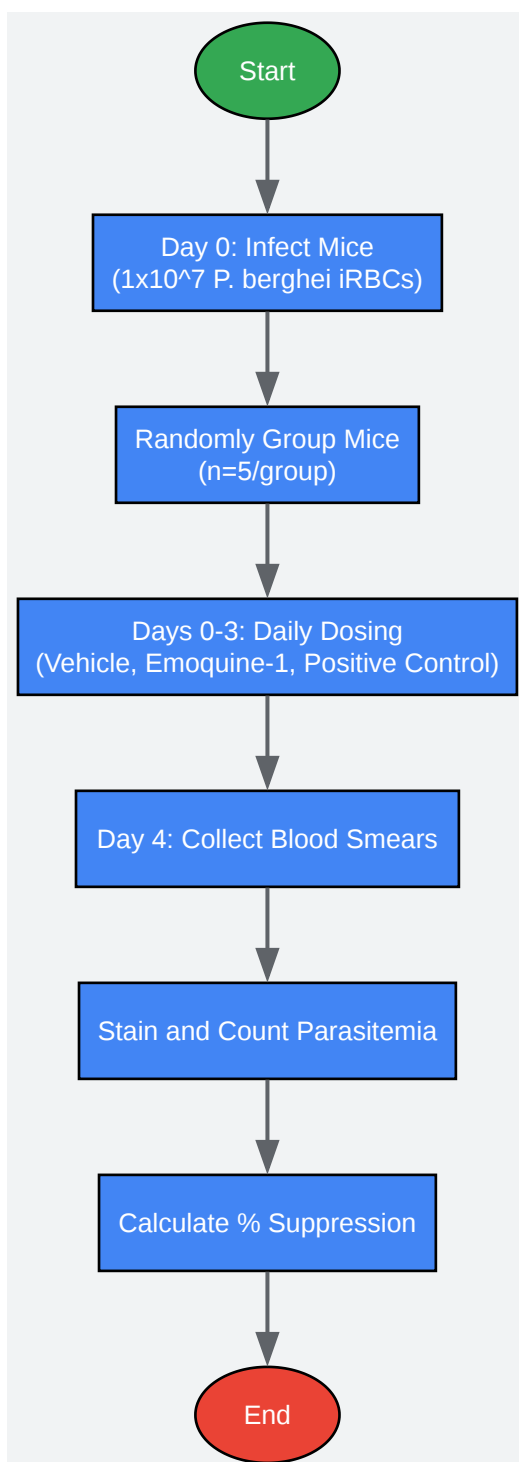 Start
Day 0: Infect Mice
(1x10^7 P. berghei iRBCs)
Randomly Group Mice
(n=5/group)
Days 0-3: Daily Dosing
(Vehicle, Emoquine-1, Positive Control)
Day 4: Collect Blood Smears
Stain and Count Parasitemia
Calculate % Suppression
End